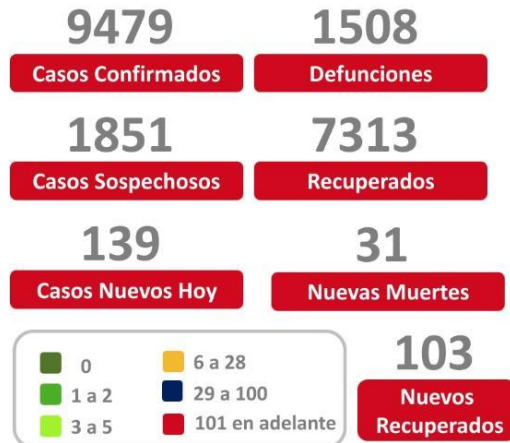 9479
Casos Confirmados
1508
Defunciones
1851
Casos Sospechosos
7313
Recuperados
139
Casos Nuevos Hoy
31
Nuevas Muertes
0
1 a 2
3 a 5
6 a 28
29 a 100
101 en adelante
103
Nuevos
Recuperados